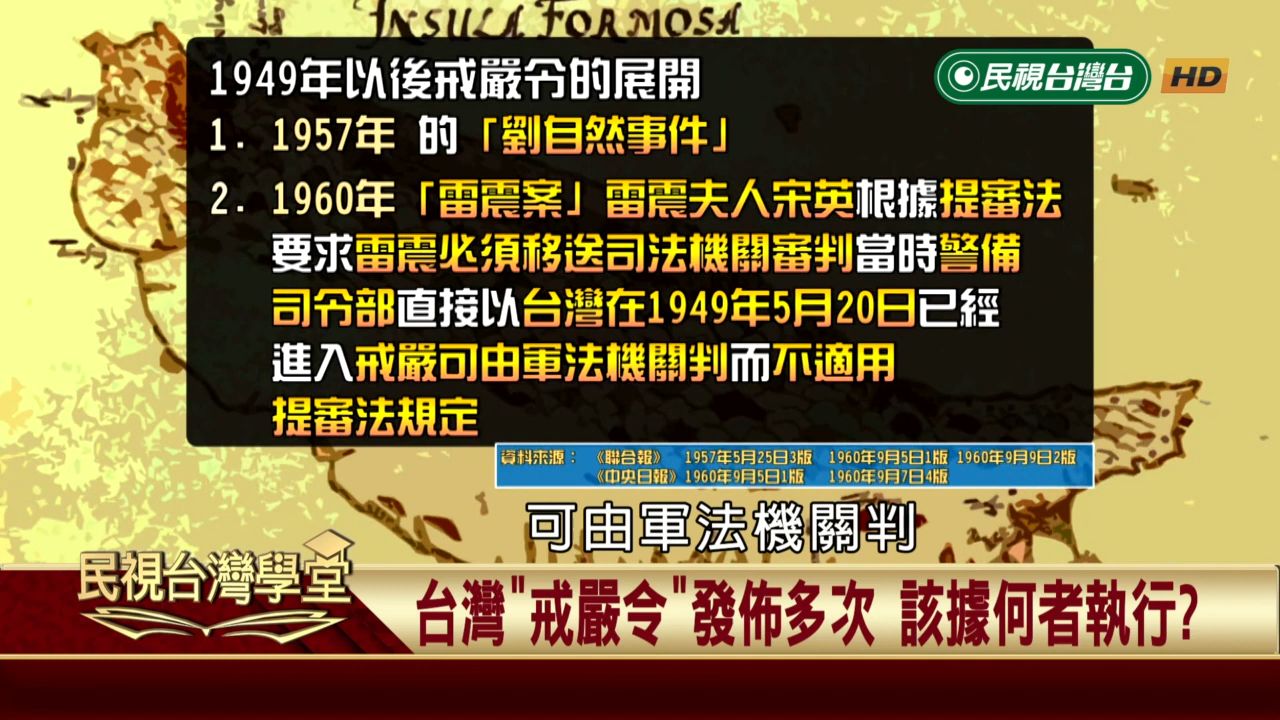 INSULA FORMOSA
1949年以後戒嚴令的展開
民視台灣台 HD
1. 1957年 的「劉自然事件」
2. 1960年「雷震案」雷震夫人宋英根據提審法
要求雷震必須移送司法機關審判當時警備
司令部直接以台灣在1949年5月20日已經
進入戒嚴可由軍法機關判而不適用
提審法規定
資料來源：《聯合報》 1957年5月25日3版 1960年9月5日1版 1960年9月9日2版
《中央日報》1960年9月5日1版 1960年9月7日4版
可由軍法機關判
民視台灣學堂
台灣"戒嚴令"發佈多次 該據何者執行?